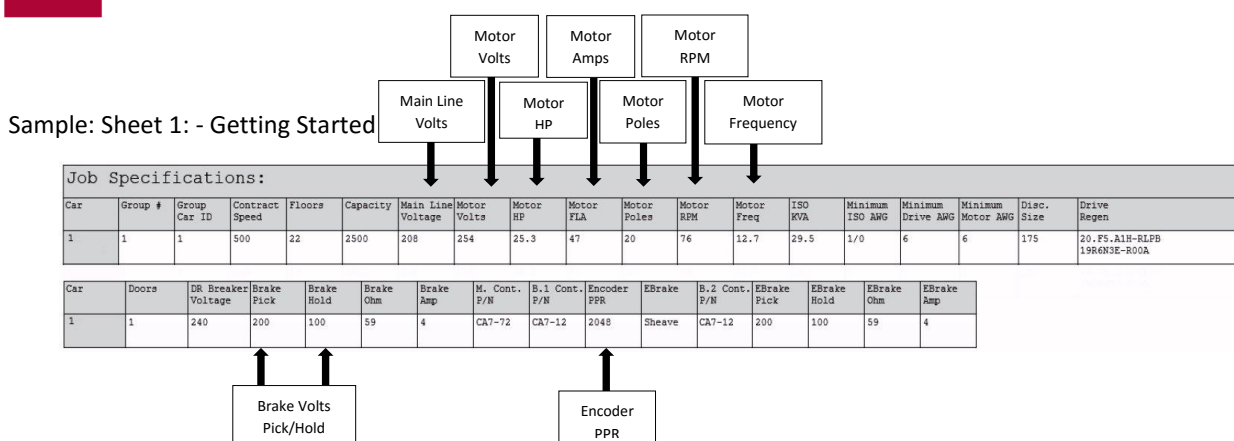 Motor
Volts
Motor
Amps
Motor
RPM
Main Line
Volts
Motor
HP
Motor
Poles
Motor
Frequency
Sample: Sheet 1: - Getting Started
Job Specifications:
Car Group # Group Car ID Contract Speed Floors Capacity Main Line Voltage Motor Volts Motor HP Motor FLA Motor Poles Motor RPM Motor Freq ISO KVA Minimum ISO AWG Minimum Drive AWG Minimum Motor AWG Disc. Size Drive Regen
1 1 1 500 22 2500 208 254 25.3 47 20 76 12.7 29.5 1/0 6 6 175 20.F5.A1H-RLPB
19R6N3E-R00A
Car Doors DR Breaker Voltage Brake Pick Brake Hold Brake Ohm Brake Amp M. Cont. P/N B.1 Cont. P/N Encoder PPR EBrake B.2 Cont. P/N EBrake Pick EBrake Hold EBrake Ohm EBrake Amp
1 1 240 200 100 59 4 CA7-72 CA7-12 2048 Sheave CA7-12 200 100 59 4
Brake Volts
Pick/Hold
Encoder
PPR